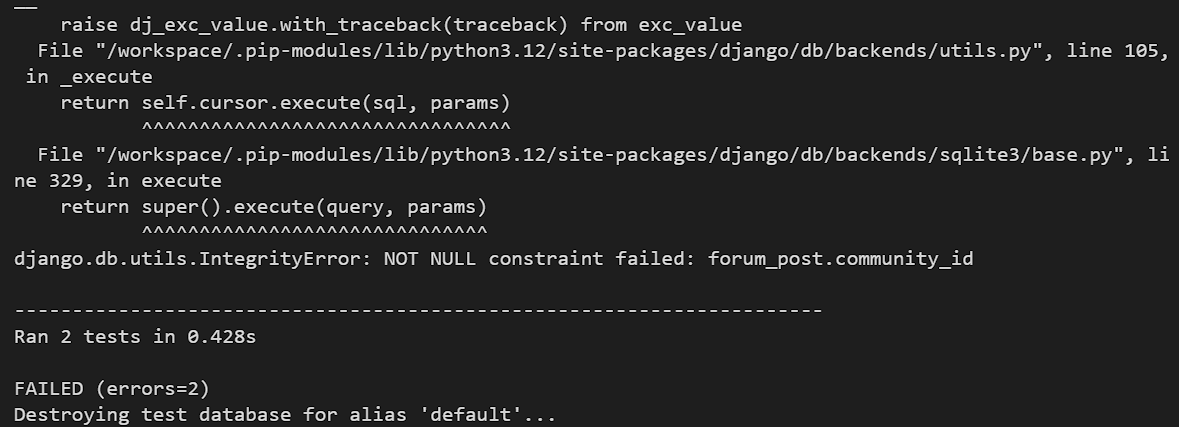 raise dj_exc_value.with_traceback(traceback) from exc_value
  File "/workspace/.pip-modules/lib/python3.12/site-packages/django/db/backends/utils.py", line 105,
 in _execute
    return self.cursor.execute(sql, params)
           ^^^^^^^^^^^^^^^^^^^^^^^^^^^^^^^^
  File "/workspace/.pip-modules/lib/python3.12/site-packages/django/db/backends/sqlite3/base.py", li
ne 329, in execute
    return super().execute(query, params)
           ^^^^^^^^^^^^^^^^^^^^^^^^^^^^^^
django.db.utils.IntegrityError: NOT NULL constraint failed: forum_post.community_id
----------------------------------------------------------------------
Ran 2 tests in 0.428s
FAILED (errors=2)
Destroying test database for alias 'default'...